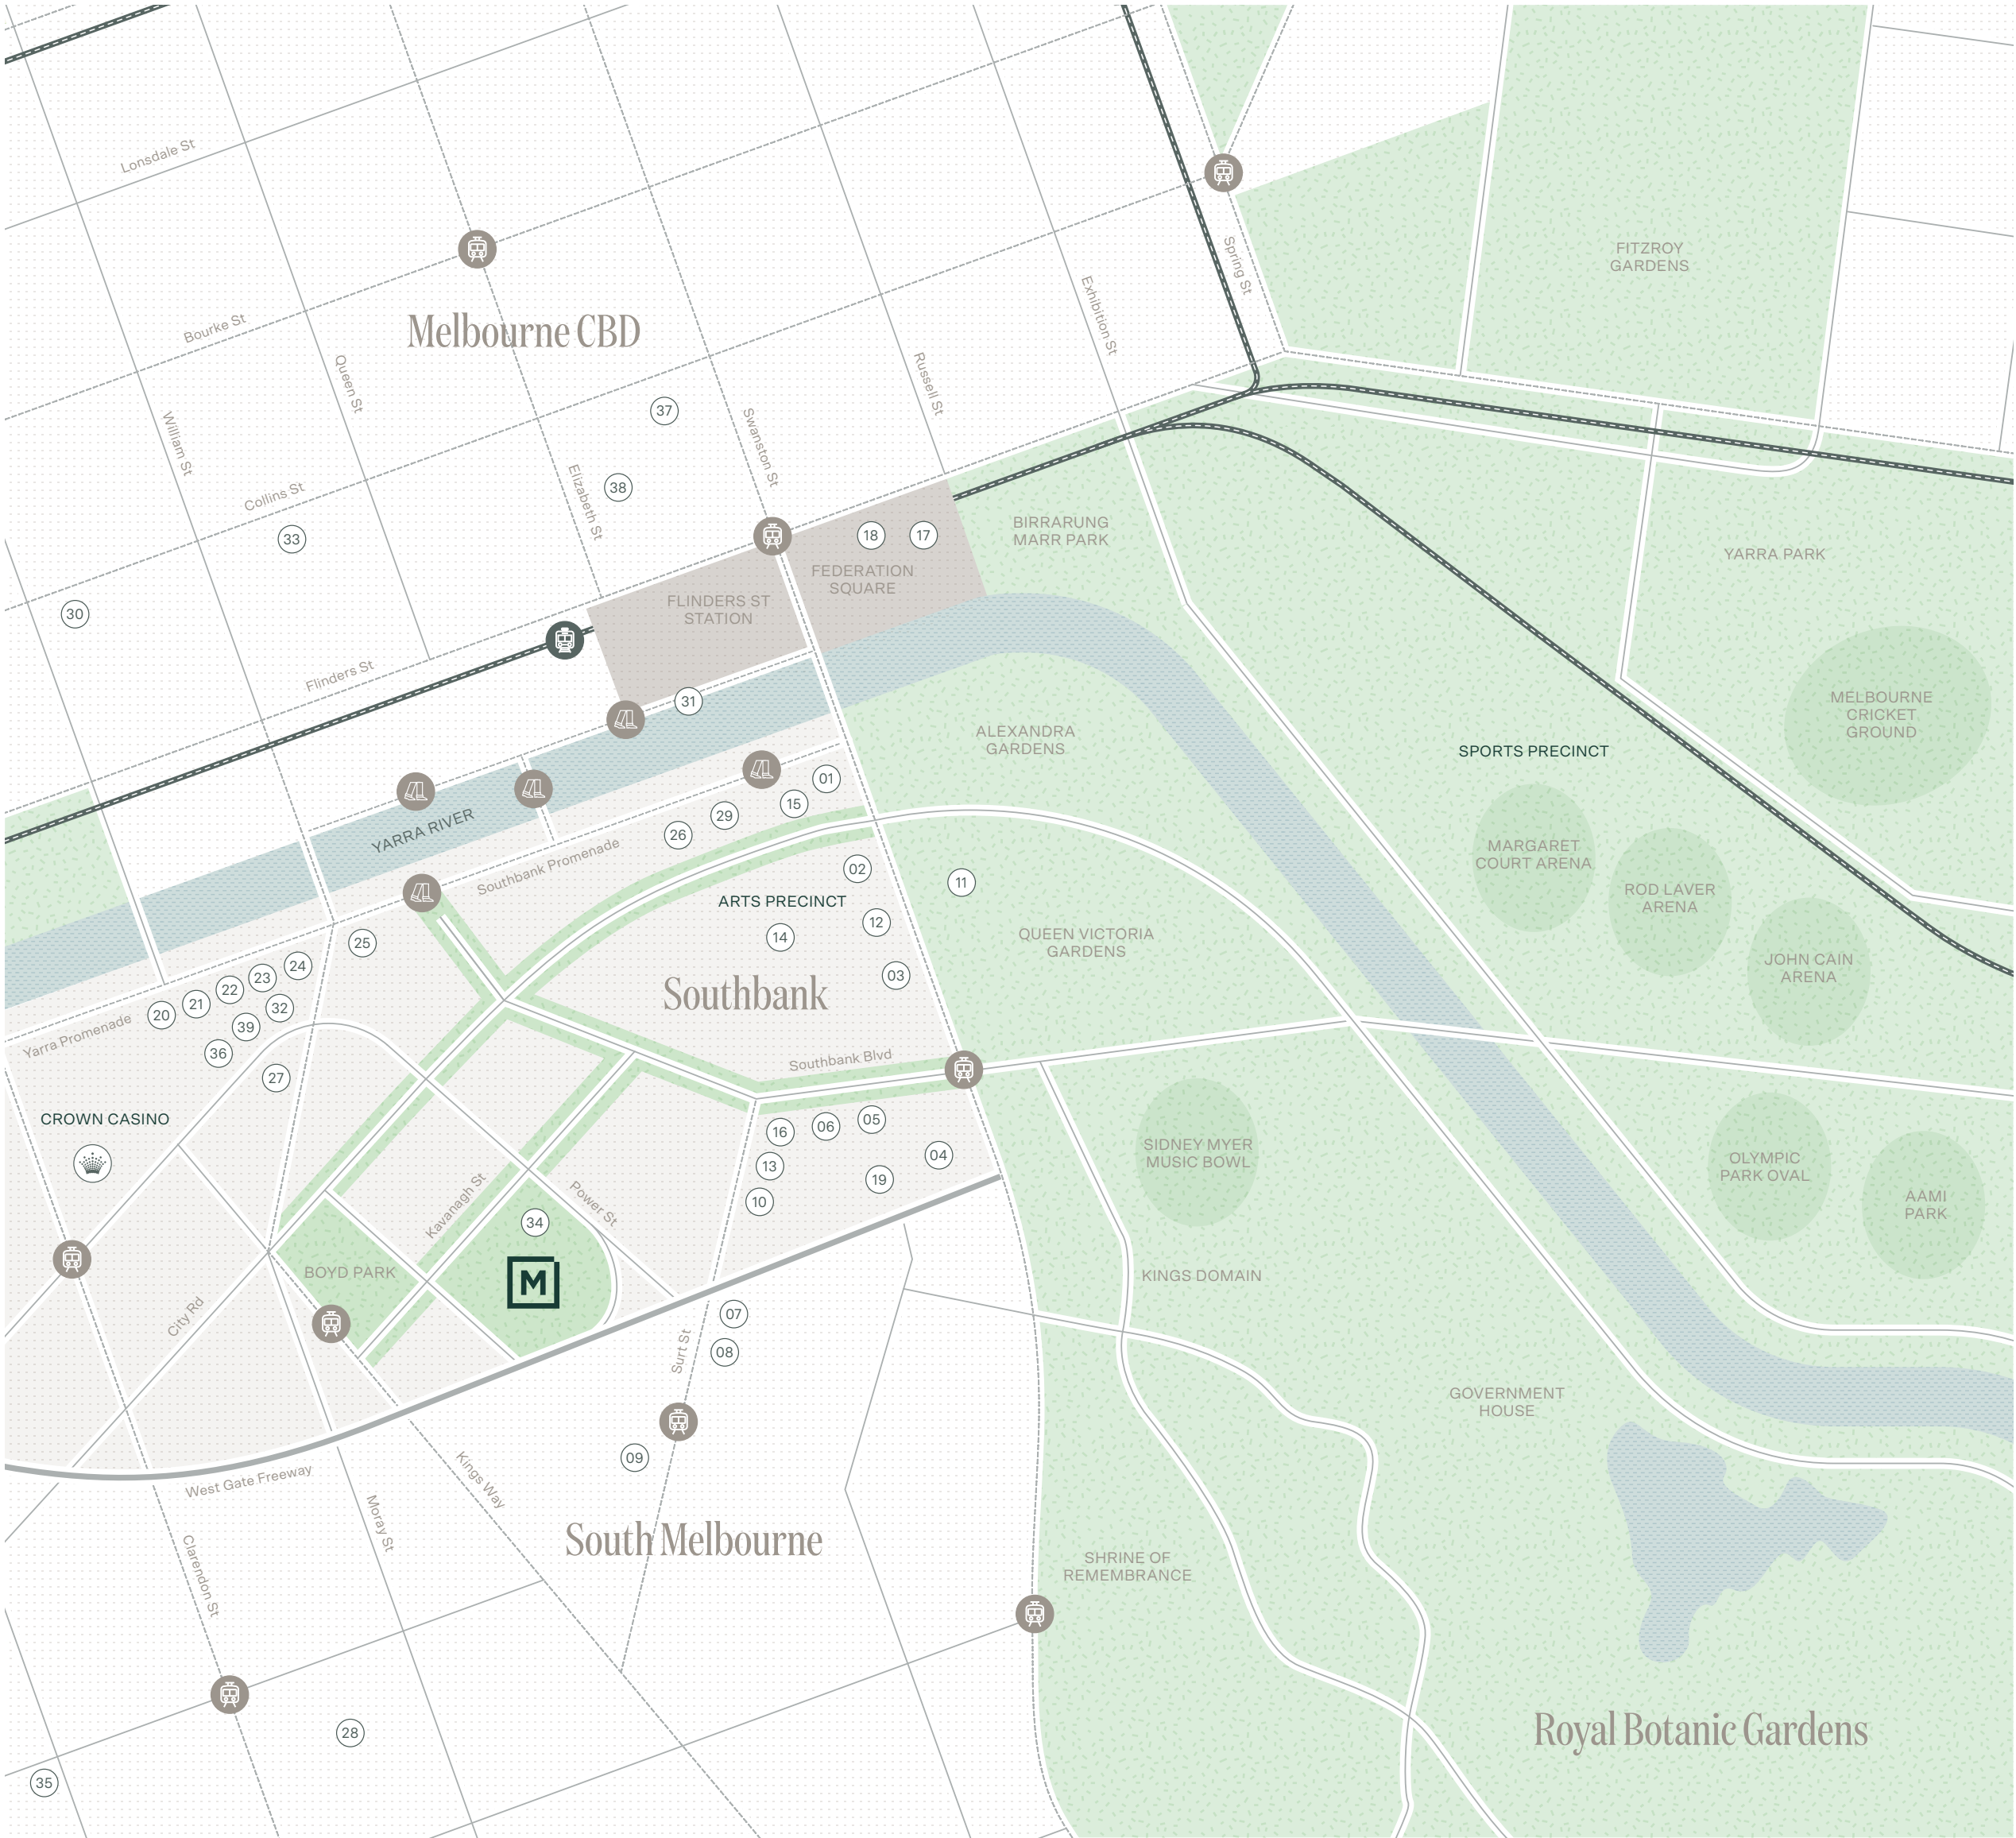 Lonsdale St
Bourke St
Collins St
Flinders St
William St
Queen St
Elizabeth St
Swanston St
Russell St
Exhibition St
Spring St
Melbourne CBD
FITZROY
GARDENS
37
38
33
30
18
17
FEDERATION
SQUARE
FLINDERS ST
STATION
BIRRARUNG
MARR PARK
YARRA PARK
MELBOURNE
CRICKET
GROUND
SPORTS PRECINCT
MARGARET
COURT ARENA
ROD LAVER
ARENA
JOHN CAIN
ARENA
ALEXANDRA
GARDENS
31
01
15
29
26
YARRA RIVER
Southbank Promenade
02
11
ARTS PRECINCT
12
14
03
QUEEN VICTORIA
GARDENS
Southbank
25
24
23
22
21
20
32
39
36
27
Yarra Promenade
Southbank Blvd
CROWN CASINO
16
06
05
13
04
10
19
SIDNEY MYER
MUSIC BOWL
OLYMPIC
PARK OVAL
AAMI
PARK
Kavanagh St
Power St
34
M
BOYD PARK
City Rd
KINGS DOMAIN
07
08
Surt St
09
GOVERNMENT
HOUSE
West Gate Freeway
Kings Way
Moray St
Clarendon St
South Melbourne
SHRINE OF
REMEMBRANCE
28
35
Royal Botanic Gardens